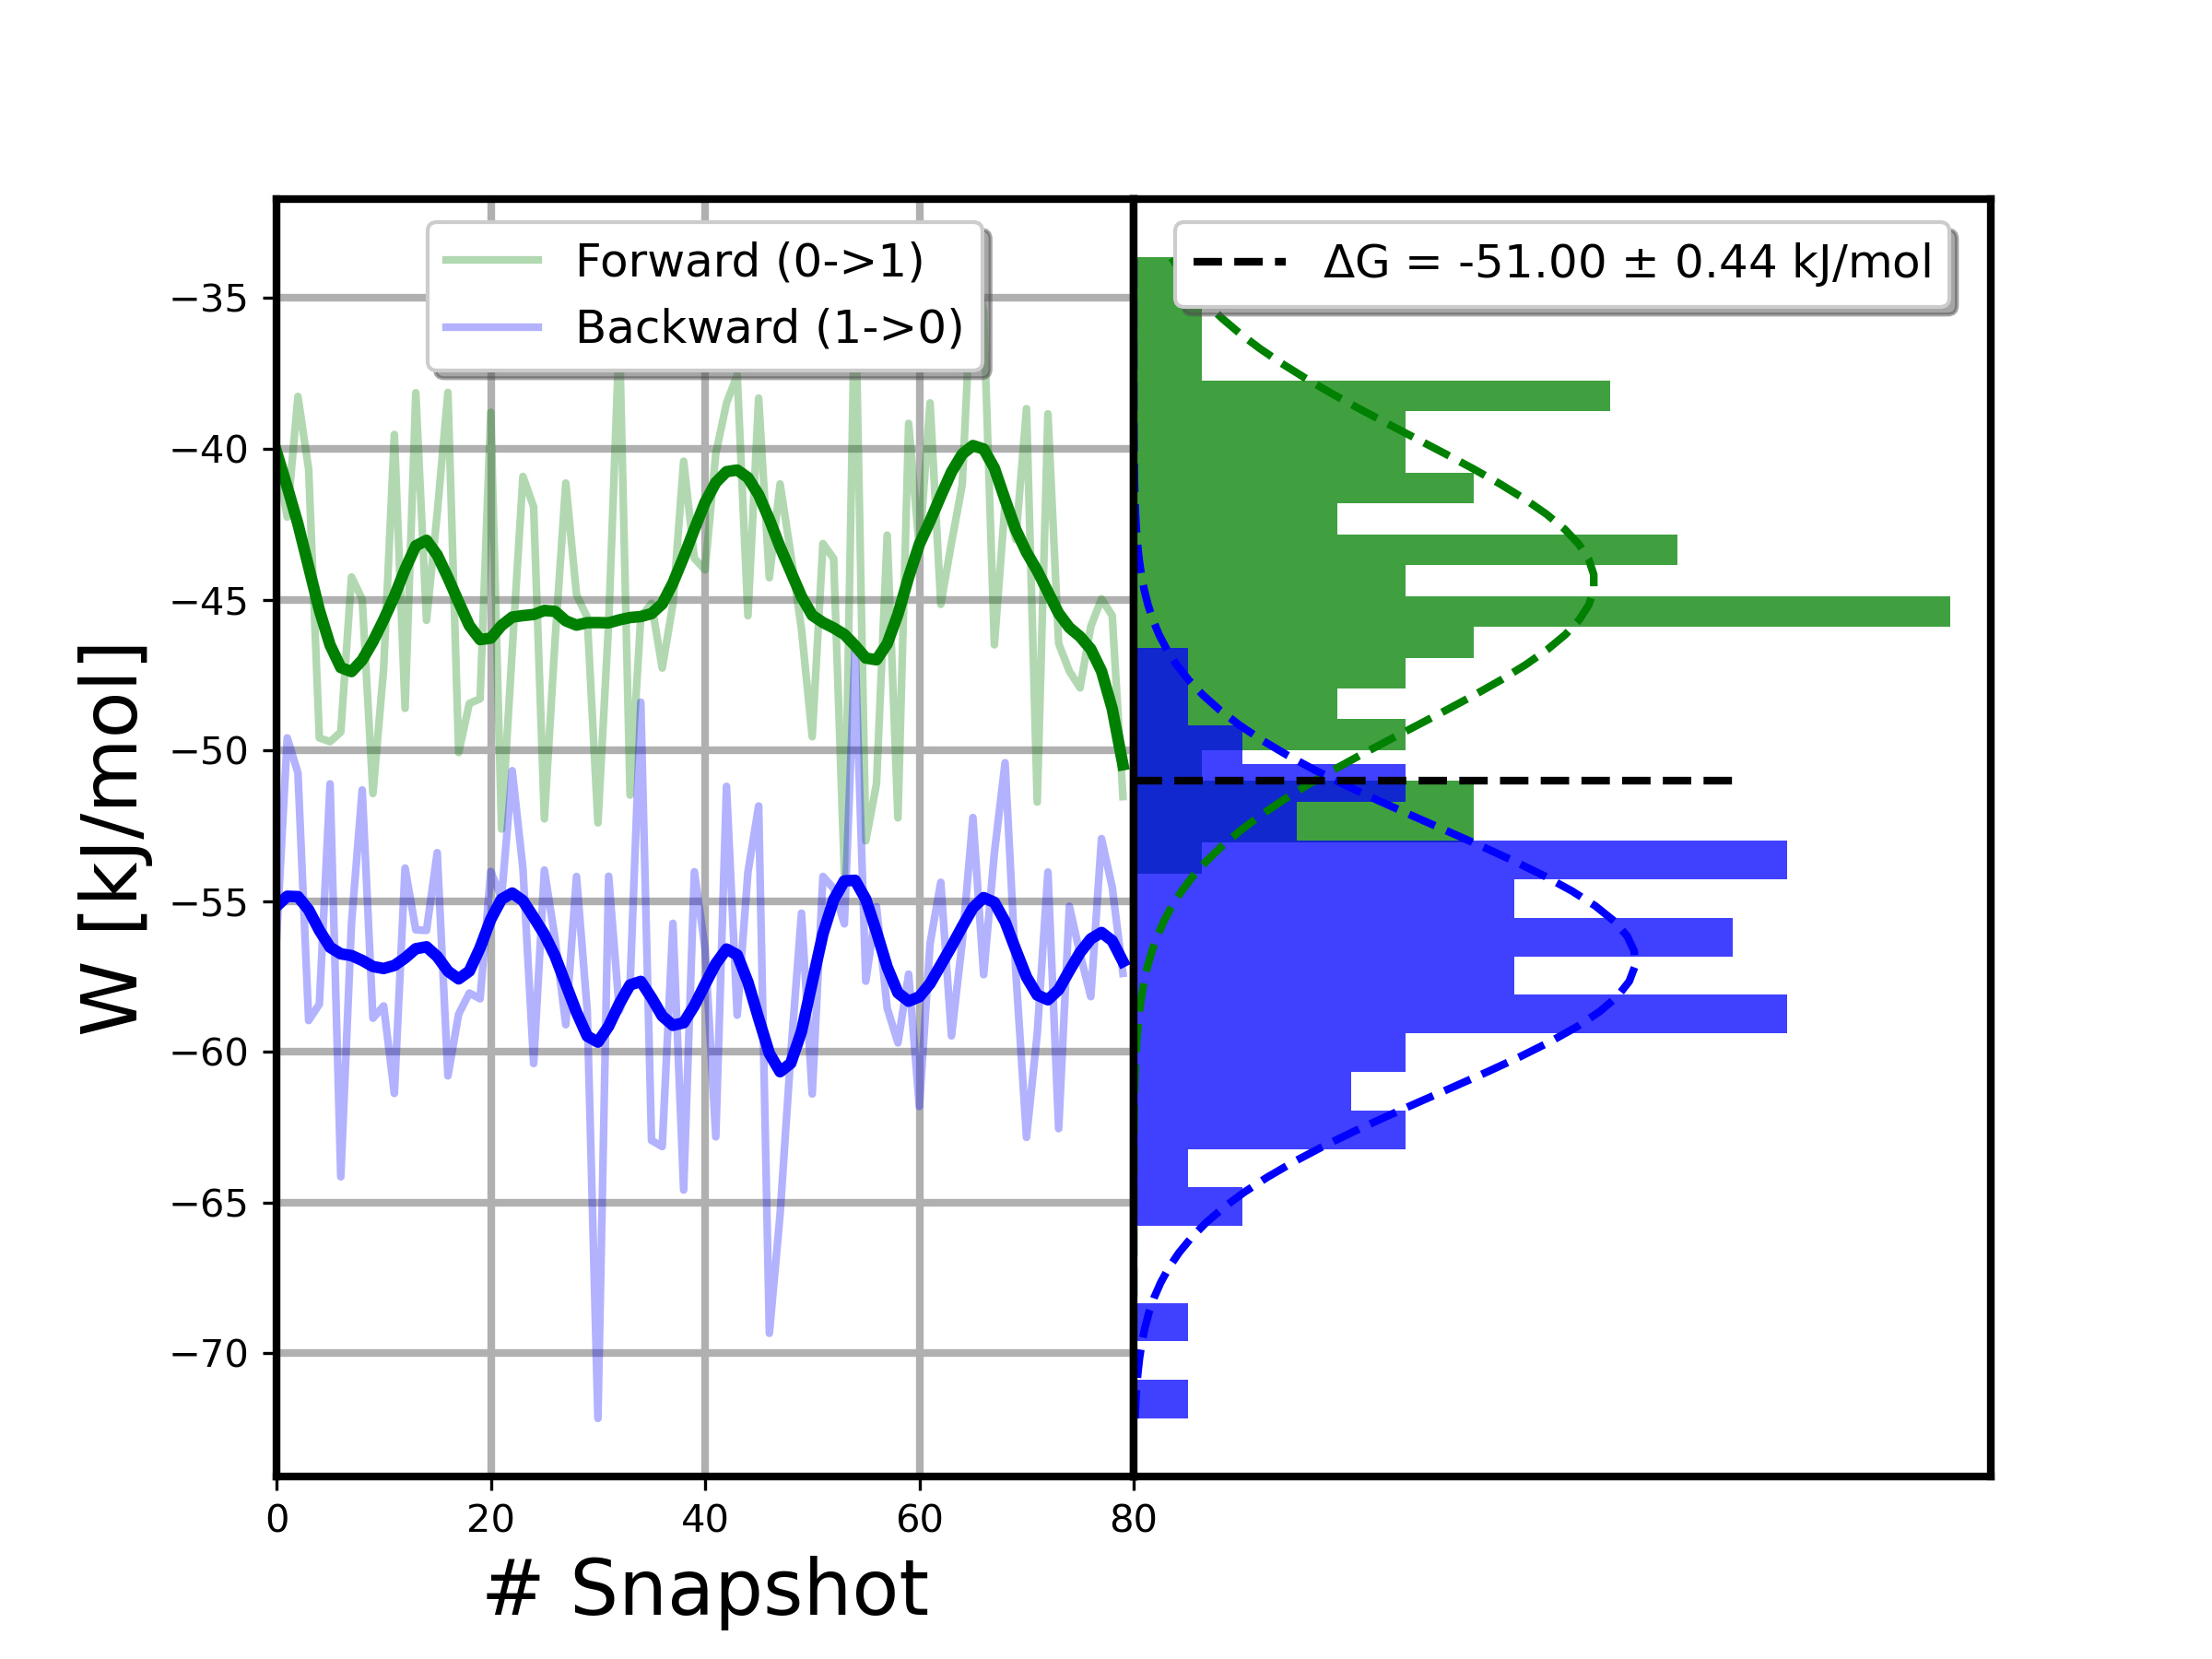 Forward (0->1)
Backward (1->0)
ΔG = -51.00 ± 0.44 kJ/mol
−35
−40
−45
−50
−55
−60
−65
−70
W [kJ/mol]
0 20 40 60 80
# Snapshot